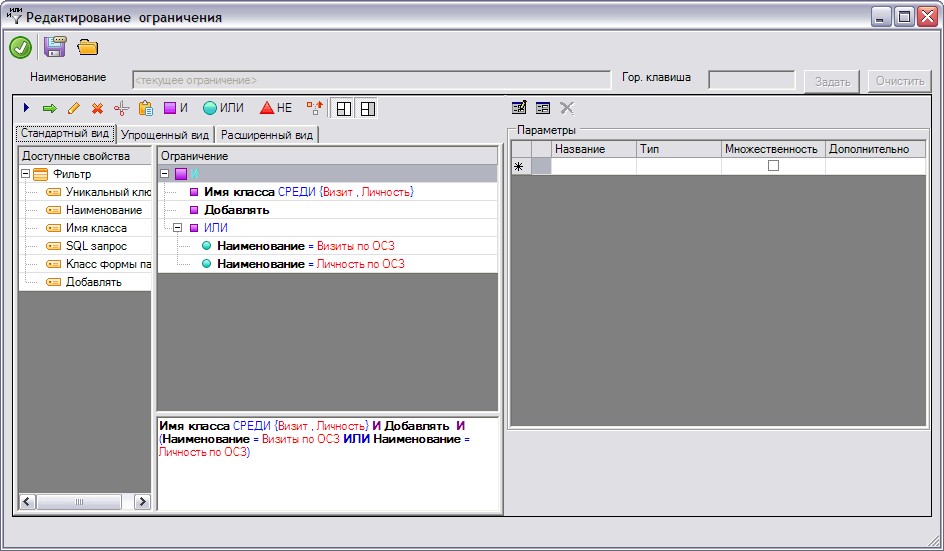 ИЛИ
Редактирование ограничения
Наименование
<текущее ограничение>
Гор. клавиша
Задать
Очистить
И
ИЛИ
НЕ
Стандартный вид
Упрощенный вид
Расширенный вид
Доступные свойства
Фильтр
Уникальный клю
Наименование
Имя класса
SQL запрос
Класс формы па
Добавлять
Ограничение
И
Имя класса СРЕДИ {Визит , Личность}
Добавлять
ИЛИ
Наименование = Визиты по ОСЗ
Наименование = Личность по ОСЗ
Имя класса СРЕДИ {Визит , Личность} И Добавлять И
(Наименование = Визиты по ОСЗ ИЛИ Наименование =
Личность по ОСЗ)
Параметры
Название
Тип
Множественность
Дополнительно